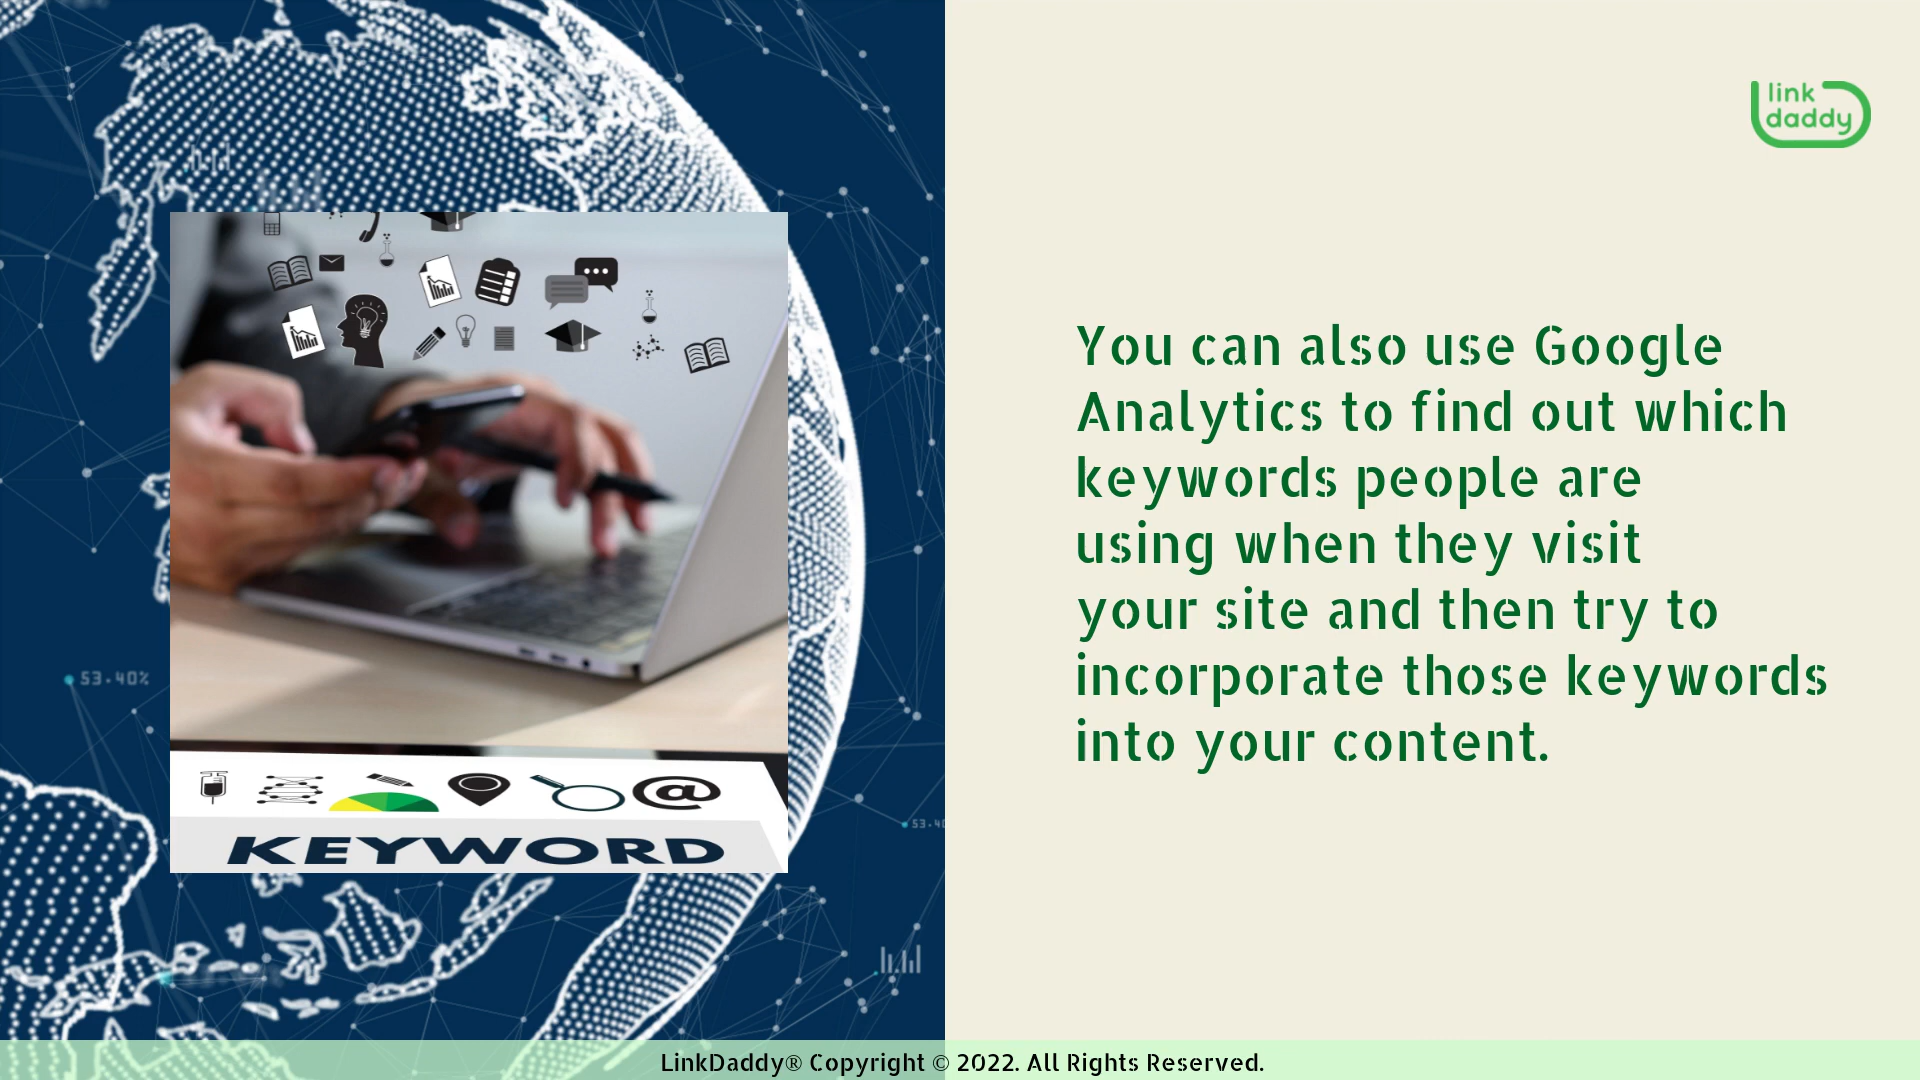 link
daddy
You can also use Google
Analytics to find out which
keywords people are
using when they visit
your site and then try to
incorporate those keywords
into your content.
53.40%
KEYWORD
LinkDaddy® Copyright © 2022. All Rights Reserved.